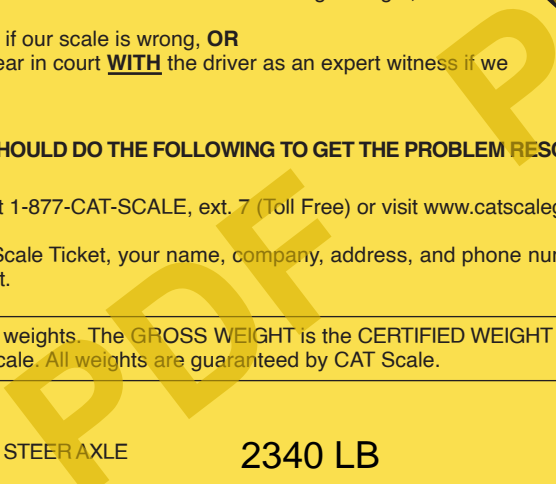 if our scale is wrong, OR
ear in court WITH the driver as an expert witness if we
HOULD DO THE FOLLOWING TO GET THE PROBLEM RESO
t 1-877-CAT-SCALE, ext. 7 (Toll Free) or visit www.catscaleg
Scale Ticket, your name, company, address, and phone nu
t.
weights. The GROSS WEIGHT is the CERTIFIED WEIGHT
cale. All weights are guaranteed by CAT Scale.
STEER AXLE 2340 LB
PDF
P